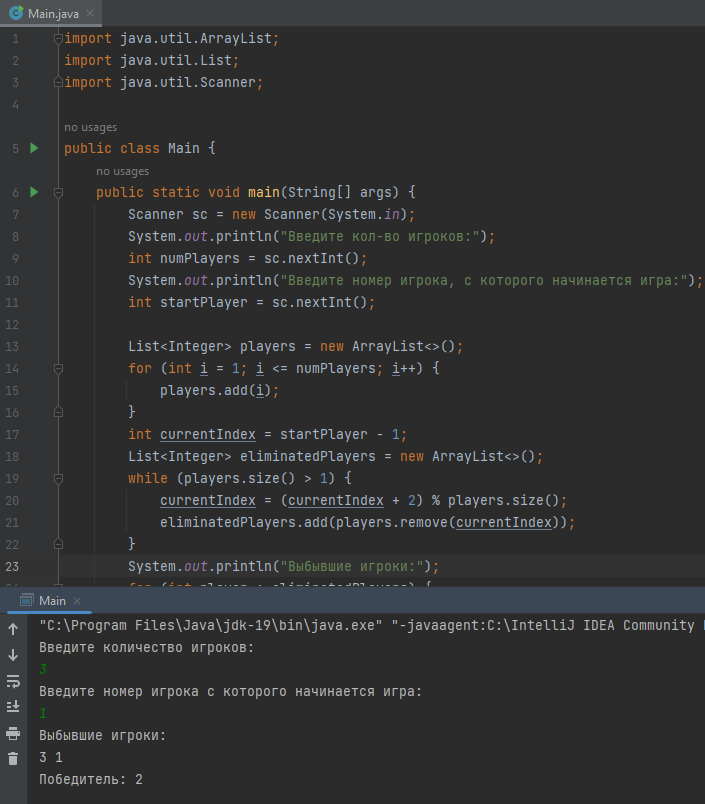 Main.java
1 import java.util.ArrayList;
2 import java.util.List;
3 import java.util.Scanner;
4
no usages
5 public class Main {
no usages
6 public static void main(String[] args) {
7 Scanner sc = new Scanner(System.in);
8 System.out.println("Введите кол-во игроков:");
9 int numPlayers = sc.nextInt();
10 System.out.println("Введите номер игрока, с которого начинается игра:");
11 int startPlayer = sc.nextInt();
12
13 List<Integer> players = new ArrayList<>();
14 for (int i = 1; i <= numPlayers; i++) {
15 players.add(i);
16 }
17 int currentIndex = startPlayer - 1;
18 List<Integer> eliminatedPlayers = new ArrayList<>();
19 while (players.size() > 1) {
20 currentIndex = (currentIndex + 2) % players.size();
21 eliminatedPlayers.add(players.remove(currentIndex));
22 }
23 System.out.println("Выбывшие игроки:");
for (int player : eliminatedPlayers) {
Main
"C:\Program Files\Java\jdk-19\bin\java.exe" "-javaagent:C:\IntelliJ IDEA Community
Введите количество игроков:
3
Введите номер игрока с которого начинается игра:
1
Выбывшие игроки:
3 1
Победитель: 2